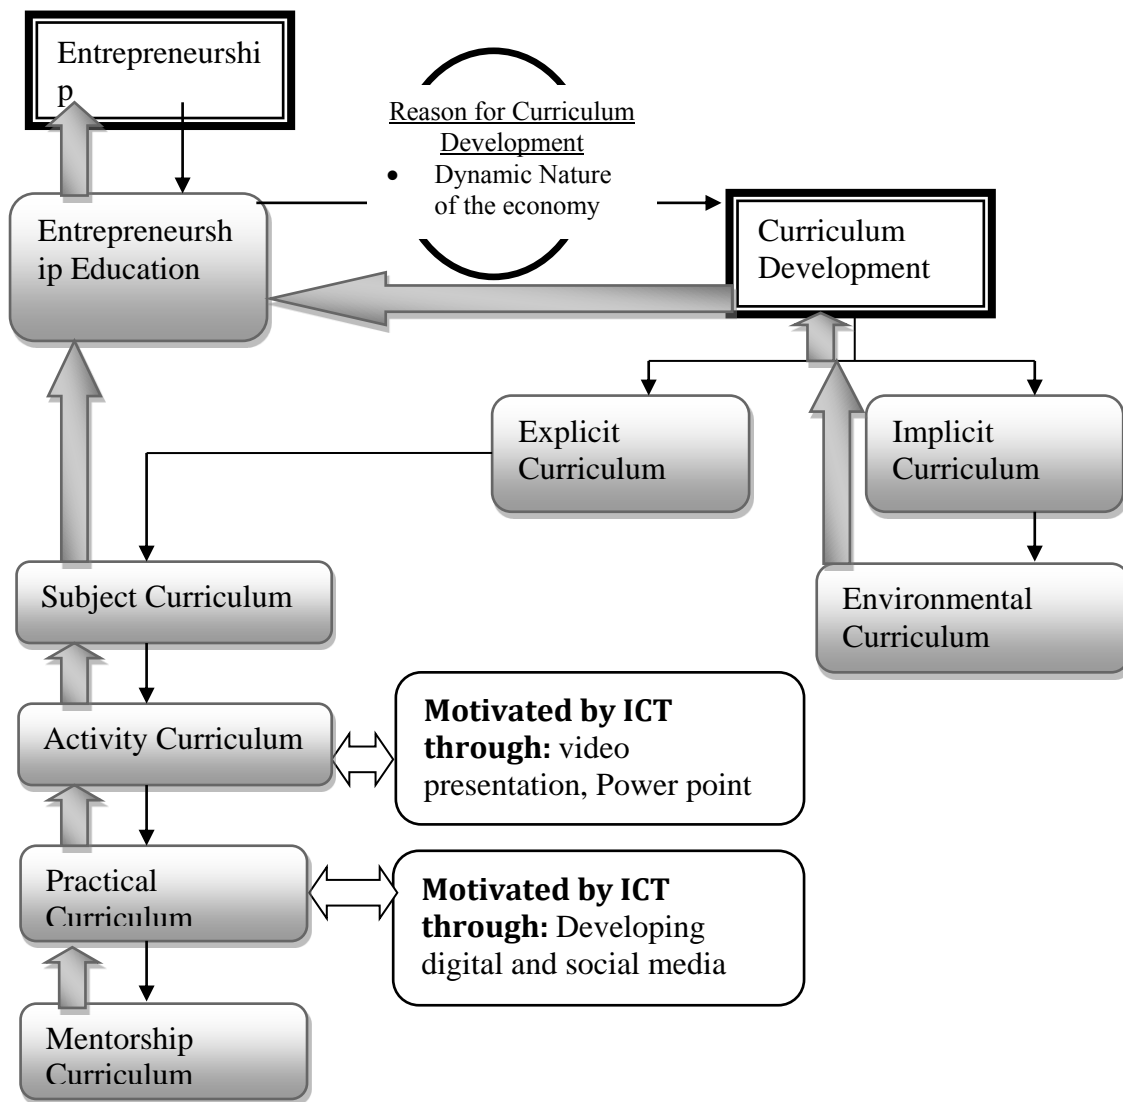 Entrepreneurshi
p
Reason for Curriculum
Development
• Dynamic Nature
of the economy
Entrepreneursh
ip Education
Curriculum
Development
Explicit
Curriculum
Implicit
Curriculum
Subject Curriculum
Environmental
Curriculum
Activity Curriculum
Motivated by ICT
through: video
presentation, Power point
Practical
Curriculum
Motivated by ICT
through: Developing
digital and social media
Mentorship
Curriculum